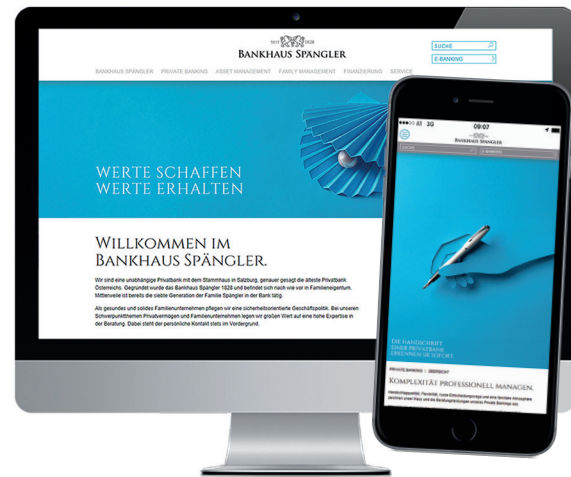 SEIT 1828
BANKHAUS SPÄNGLER
SUCHE
E-BANKING
BANKHAUS SPÄNGLER PRIVATE BANKING ASSET MANAGEMENT FAMILY MANAGEMENT FINANZIERUNG SERVICE
WERTE SCHAFFEN
WERTE ERHALTEN
WILLKOMMEN IM
BANKHAUS SPÄNGLER.
Wir sind eine unabhängige Privatbank mit dem Stammhaus in Salzburg, genauer gesagt die älteste Privatbank
Österreichs. Gegründet wurde das Bankhaus Spängler 1828 und befindet sich nach wie vor in Familieneigentum.
Mittlerweile ist bereits die siebte Generation der Familie Spängler in der Bank tätig.
Als gesundes und solides Familienunternehmen pflegen wir eine sicherheitsorientierte Geschäftspolitik. Bei unseren
Schwerpunktthemen Privatvermögen und Familienunternehmen legen wir großen Wert auf eine hohe Expertise in
der Beratung. Dabei steht der persönliche Kontakt stets im Vordergrund.
A1 3G 09:07
BANKHAUS SPÄNGLER
SUCHE E-BANKING
DIE HANDSCHRIFT
EINER PRIVATBANK
ERKENNEN SIE SOFORT.
PRIVATE BANKING | ÜBERSICHT
KOMPLEXITÄT PROFESSIONELL MANAGEN.